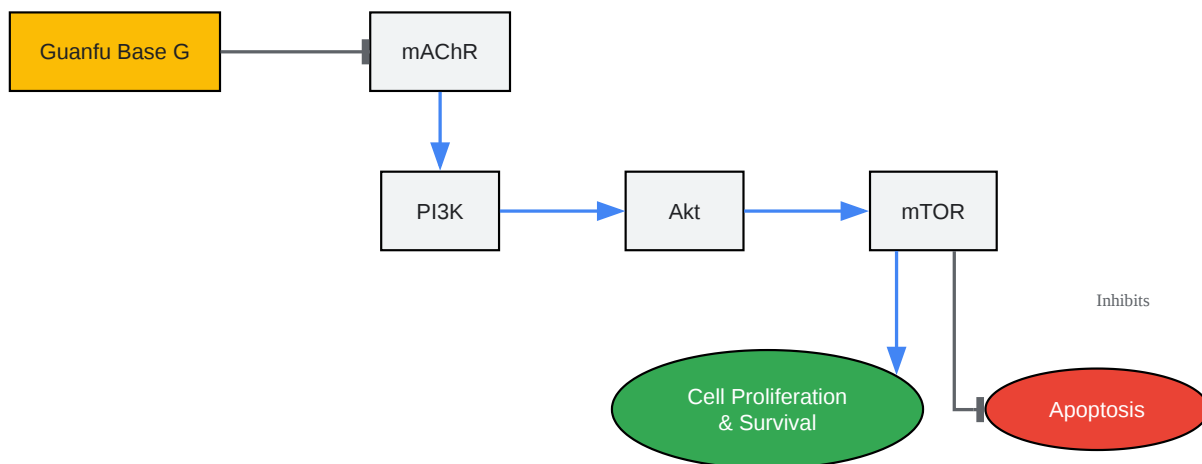 Guanfu Base G
mAChR
PI3K
Akt
mTOR
Inhibits
Cell Proliferation
& Survival
Apoptosis